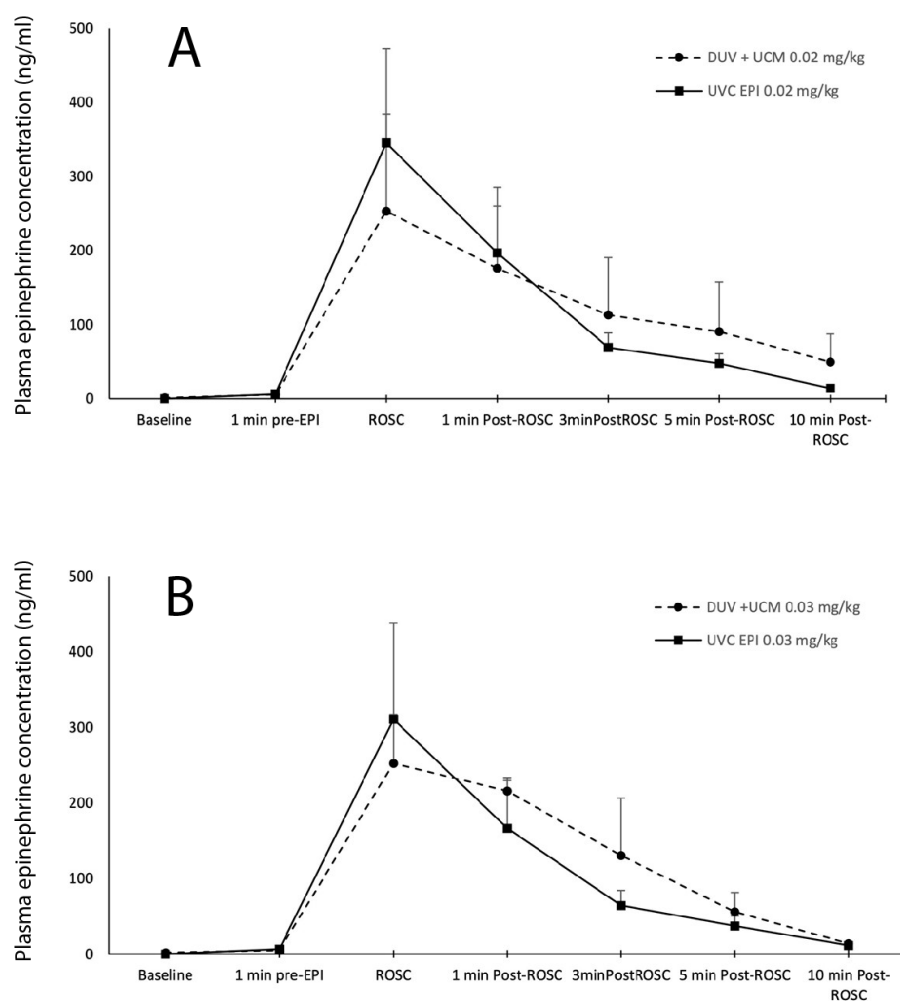 A
Plasma epinephrine concentration (ng/ml)
500
400
300
200
100
0
DUV + UCM 0.02 mg/kg
UVC EPI 0.02 mg/kg
Baseline
1 min pre-EPI
ROSC
1 min Post-ROSC
3minPostROSC
5 min Post-ROSC
10 min Post-
ROSC
B
Plasma epinephrine concentration (ng/ml)
500
400
300
200
100
0
DUV +UCM 0.03 mg/kg
UVC EPI 0.03 mg/kg
Baseline
1 min pre-EPI
ROSC
1 min Post-ROSC
3minPostROSC
5 min Post-ROSC
10 min Post-
ROSC